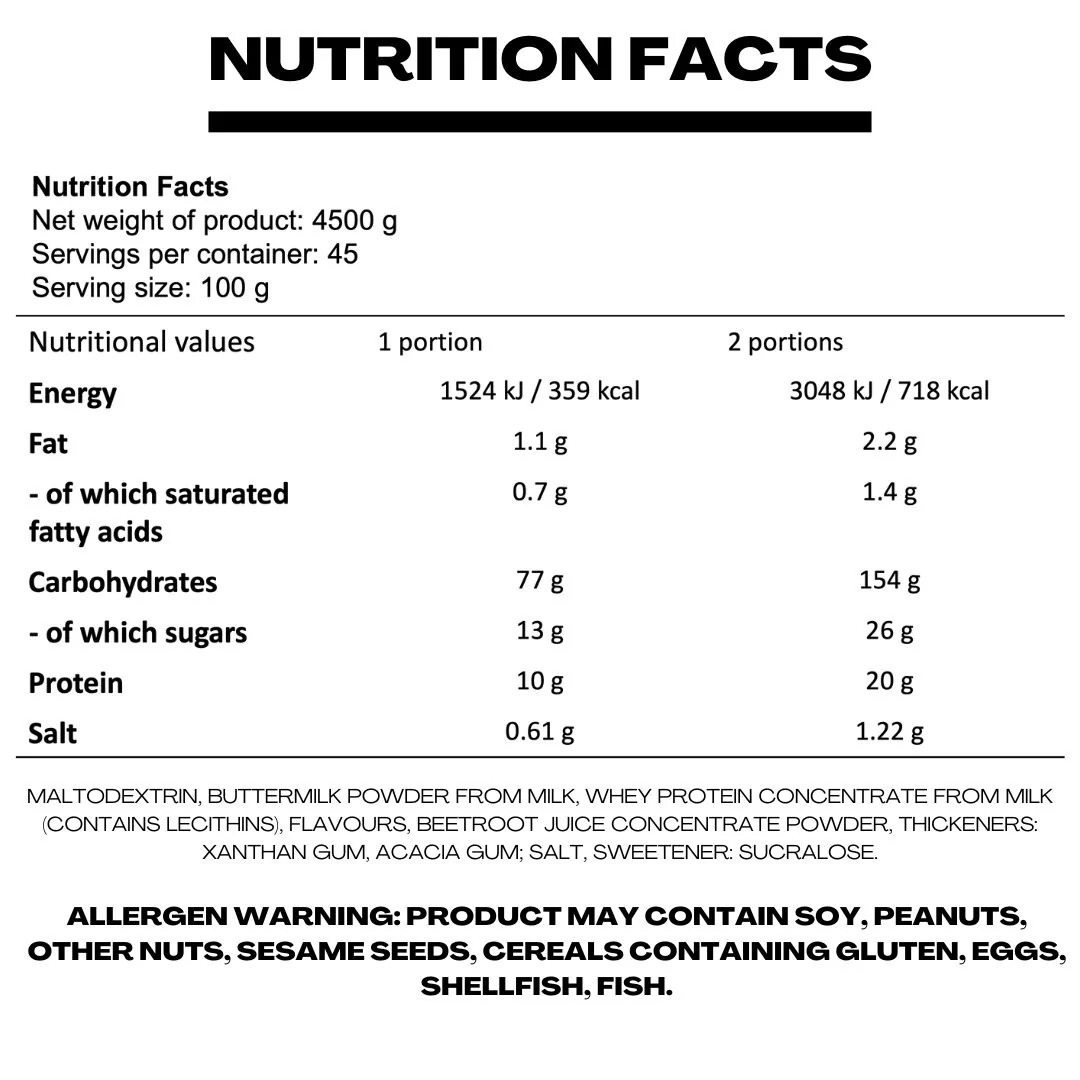 NUTRITION FACTS
Nutrition Facts
Net weight of product: 4500 g
Servings per container: 45
Serving size: 100 g
Nutritional values 1 portion 2 portions
Energy 1524 kJ / 359 kcal 3048 kJ / 718 kcal
Fat 1.1 g 2.2 g
- of which saturated 0.7 g 1.4 g
fatty acids
Carbohydrates 77 g 154 g
- of which sugars 13 g 26 g
Protein 10 g 20 g
Salt 0.61 g 1.22 g
MALTODEXTRIN, BUTTERMILK POWDER FROM MILK, WHEY PROTEIN CONCENTRATE FROM MILK
(CONTAINS LECITHINS), FLAVOURS, BEETROOT JUICE CONCENTRATE POWDER, THICKENERS:
XANTHAN GUM, ACACIA GUM; SALT, SWEETENER: SUCRALOSE.
ALLERGEN WARNING: PRODUCT MAY CONTAIN SOY, PEANUTS,
OTHER NUTS, SESAME SEEDS, CEREALS CONTAINING GLUTEN, EGGS,
SHELLFISH, FISH.